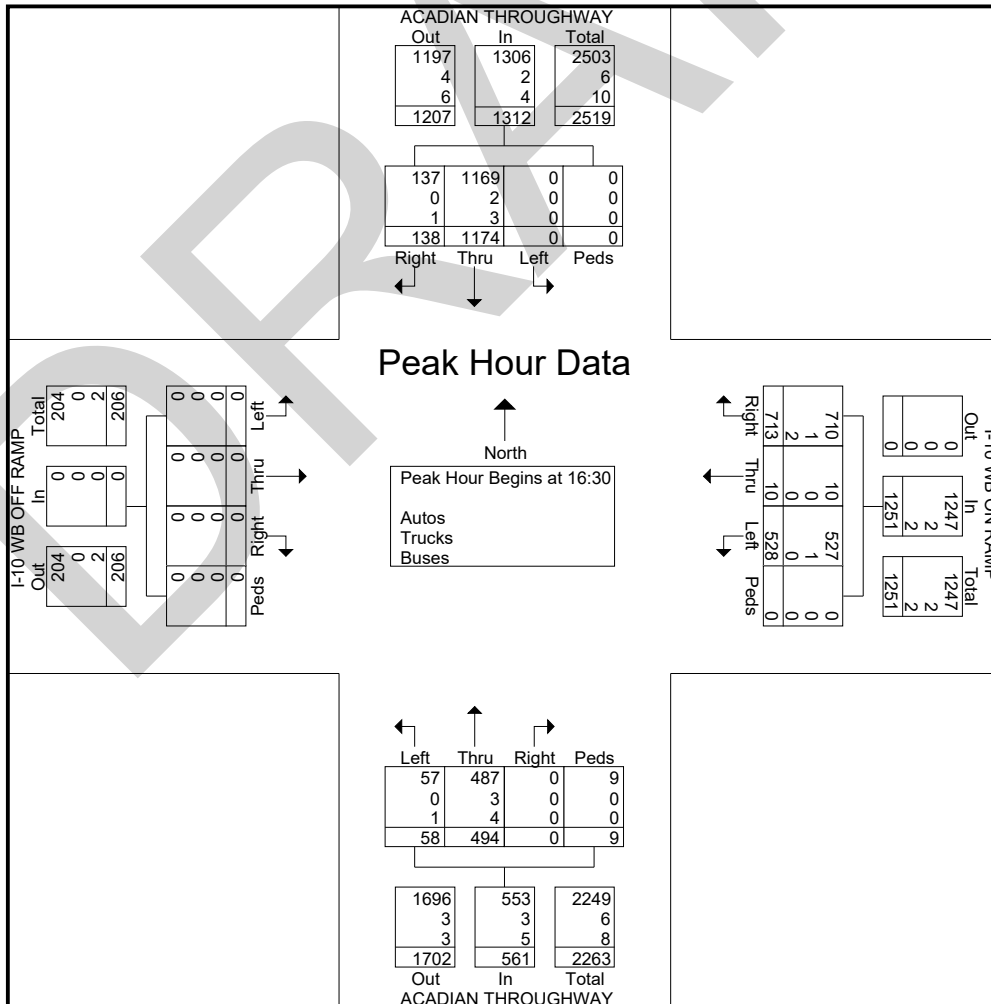 ACADIAN THROUGHWAY
Out In Total
1197 1306 2503
4 2 6
6 4 10
1207 1312 2519
137 1169 0 0
0 2 0 0
1 3 0 0
138 1174 0 0
Right Thru Left Peds
Peak Hour Data
North
Peak Hour Begins at 16:30
Autos
Trucks
Buses
I-10 WB OFF RAMP
Out In Total
204 0 204
0 0 0
2 0 2
206 0 206
Left Thru Right Peds
0 0 0 0
0 0 0 0
0 0 0 0
0 0 0 0
I-10 WB ON RAMP
Out In Total
0 1247 1247
0 2 2
0 2 2
0 1251 1251
Right Thru Left Peds
710 10 527 0
1 0 1 0
2 0 0 0
713 10 528 0
Left Thru Right Peds
57 487 0 9
0 3 0 0
1 4 0 0
58 494 0 9
1696 553 2249
3 3 6
3 5 8
1702 561 2263
Out In Total
ACADIAN THROUGHWAY
DRA